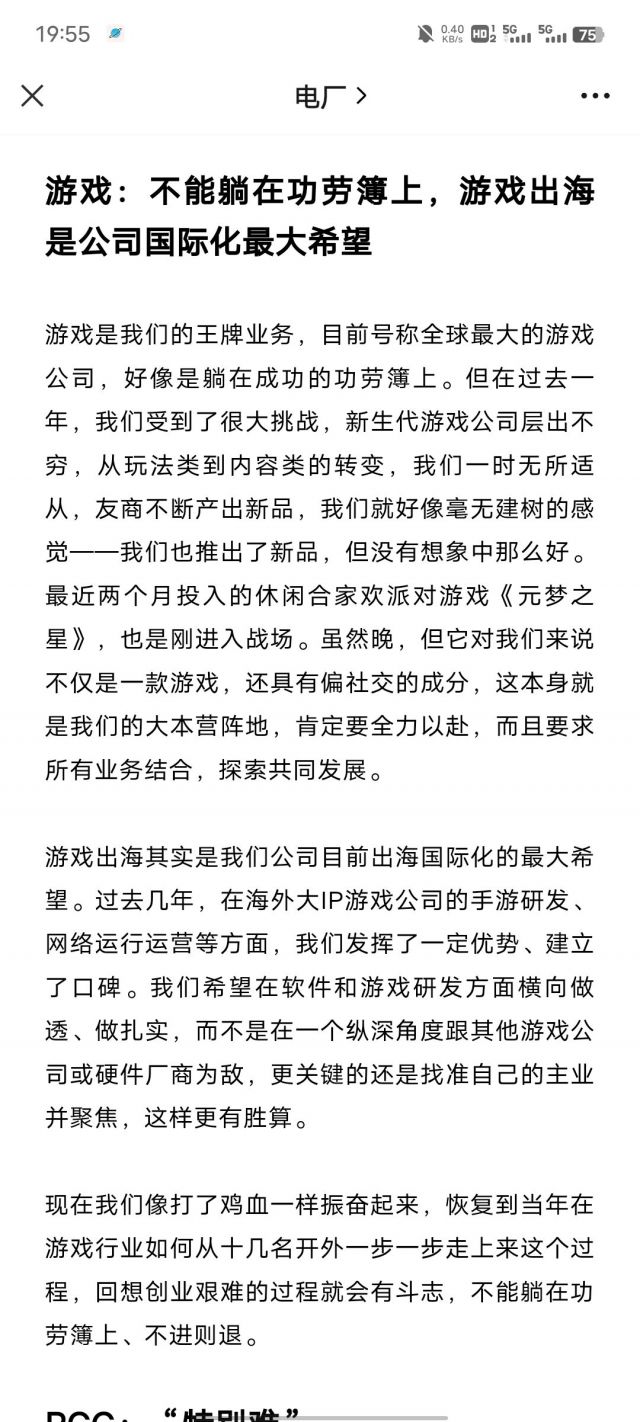 19:55
0.40
KB/s
HD 1
2
5G
5G
75
电厂
游戏：不能躺在功劳簿上，游戏出海
是公司国际化最大希望
游戏是我们的王牌业务，目前号称全球最大的游戏
公司，好像是躺在成功的功劳簿上。但在过去一
年，我们受到了很大挑战，新生代游戏公司层出不
穷，从玩法类到内容类的转变，我们一时无所适
从，友商不断产出新品，我们就好像毫无建树的感
觉——我们也推出了新品，但没有想象中那么好。
最近两个月投入的休闲合家欢派对游戏《元梦之
星》，也是刚进入战场。虽然晚，但它对我们来说
不仅是一款游戏，还具有偏社交的成分，这本身就
是我们的大本营阵地，肯定要全力以赴，而且要求
所有业务结合，探索共同发展。
游戏出海其实是我们公司目前出海国际化的最大希
望。过去几年，在海外大IP游戏公司的手游研发、
网络运行运营等方面，我们发挥了一定优势、建立
了口碑。我们希望在软件和游戏研发方面横向做
透、做扎实，而不是在一个纵深角度跟其他游戏公
司或硬件厂商为敌，更关键的还是找准自己的主业
并聚焦，这样更有胜算。
现在我们像打了鸡血一样振奋起来，恢复到当年在
游戏行业如何从十几名开外一步一步走上来这个过
程，回想创业艰难的过程就会有斗志，不能躺在功
劳簿上、不进则退。
PCG：“特别难”